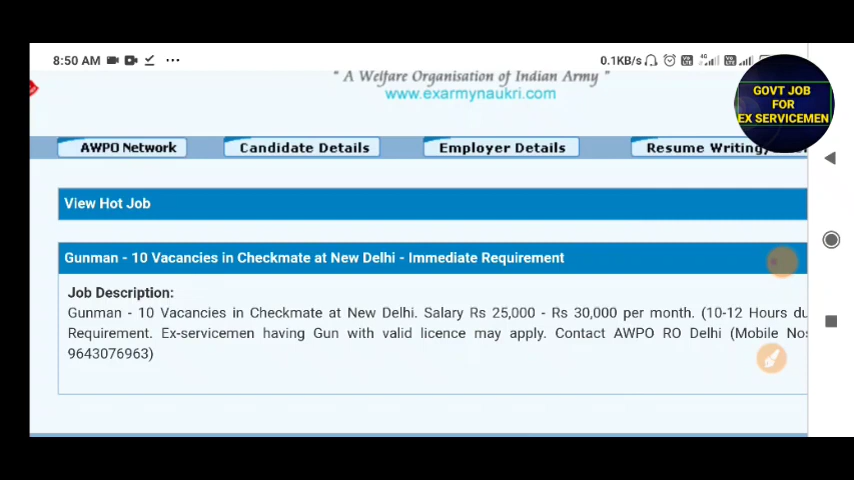 8:50 AM
0.1KB/s
4G
" A Welfare Organisation of Indian Army "
www.exarmynaukri.com
GOVT JOB
FOR
EX SERVICEMEN
AWPO Network
Candidate Details
Employer Details
Resume Writing/
View Hot Job
Gunman - 10 Vacancies in Checkmate at New Delhi - Immediate Requirement
Job Description:
Gunman - 10 Vacancies in Checkmate at New Delhi. Salary Rs 25,000 - Rs 30,000 per month. (10-12 Hours du
Requirement. Ex-servicemen having Gun with valid licence may apply. Contact AWPO RO Delhi (Mobile Nos
9643076963)